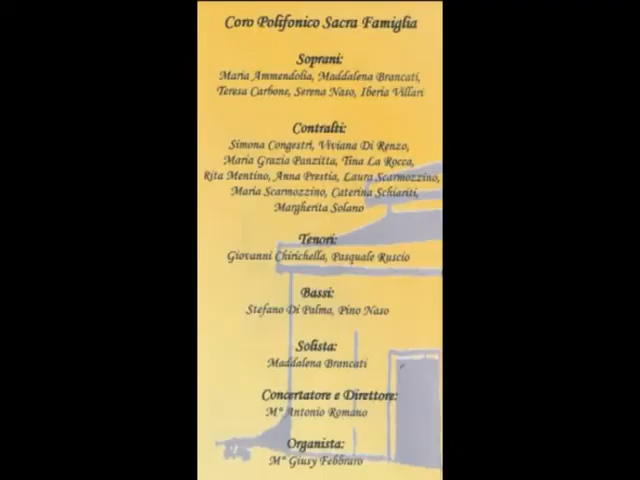 Coro Polifonico Sacra Famiglia
Soprani:
Maria Ammendolia, Maddalena Brancati,
Teresa Carbone, Serena Naso, Iberia Villari
Contralti:
Simona Congestrì, Viviana Di Renzo,
Maria Grazia Panzitta, Tina La Rocca,
Rita Mentino, Anna Prestia, Laura Scarmozzino,
Maria Scarmozzino, Caterina Schiariti,
Margherita Solano
Tenori:
Giovanni Chirichella, Pasquale Ruscio
Bassi:
Stefano Di Palma, Pino Naso
Solista:
Maddalena Brancati
Concertatore e Direttore:
M° Antonio Romano
Organista:
M° Giusy Febbraro